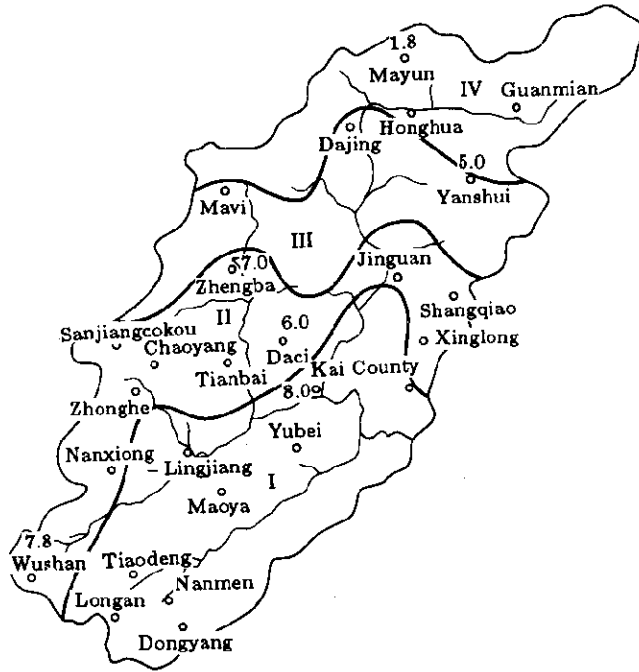 1.8
Mayun
IV
Guanmian
Honghua
Dajing
5.0
Yanshui
Mavi
III
57.0
Jinguan
Zhengba
Shangqiao
II
6.0
Sanjiangcokou
Xinglong
Chaoyang
Daci
Tianbai
Kai County
8.0
Zhonghe
Yubei
Nanxiong
Lingjiang
I
Maoya
7.8
Wushan
Tiaodeng
Nanmen
Longan
Dongyang